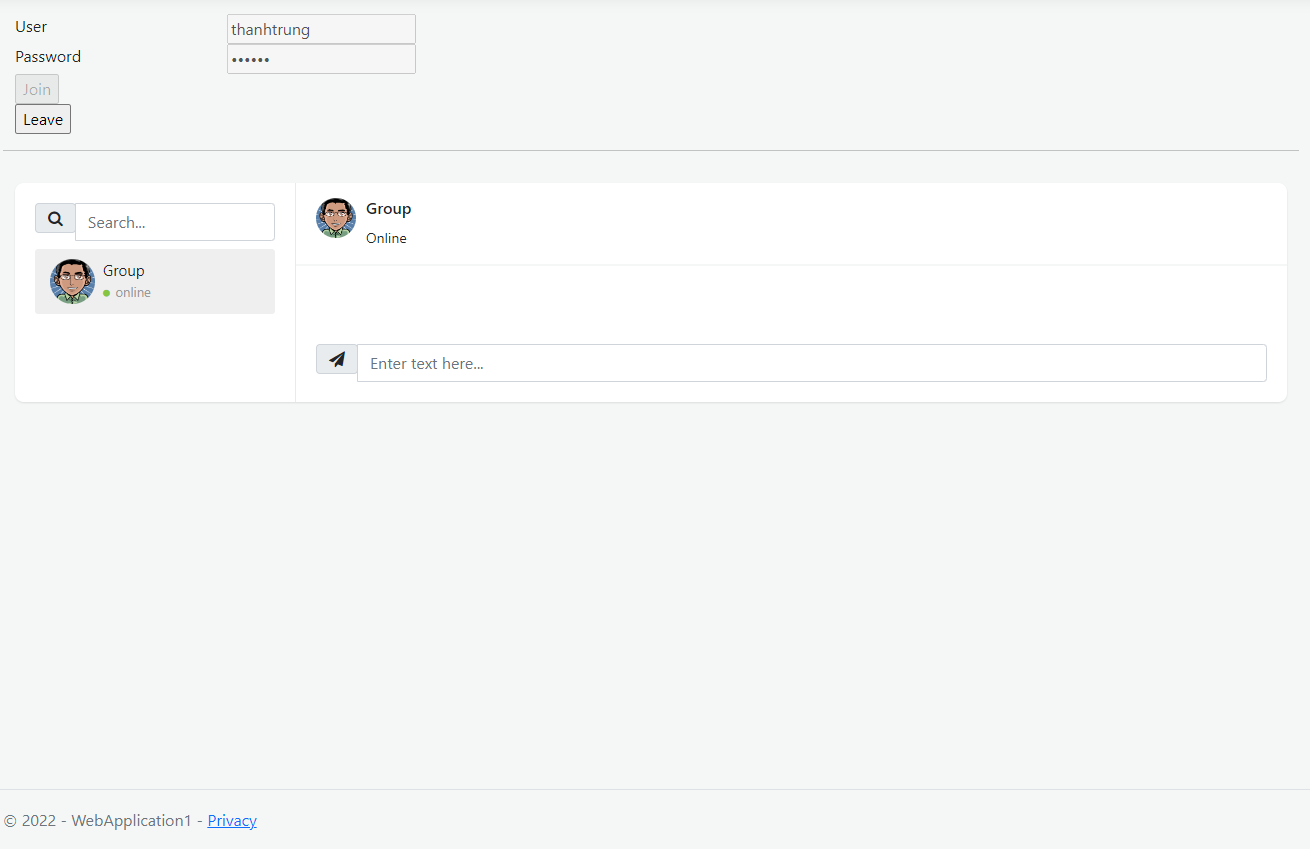 User
thanhtrung
Password
••••••
Join
Leave
Search...
Group
online
Group
Online
Enter text here...
© 2022 - WebApplication1 - Privacy